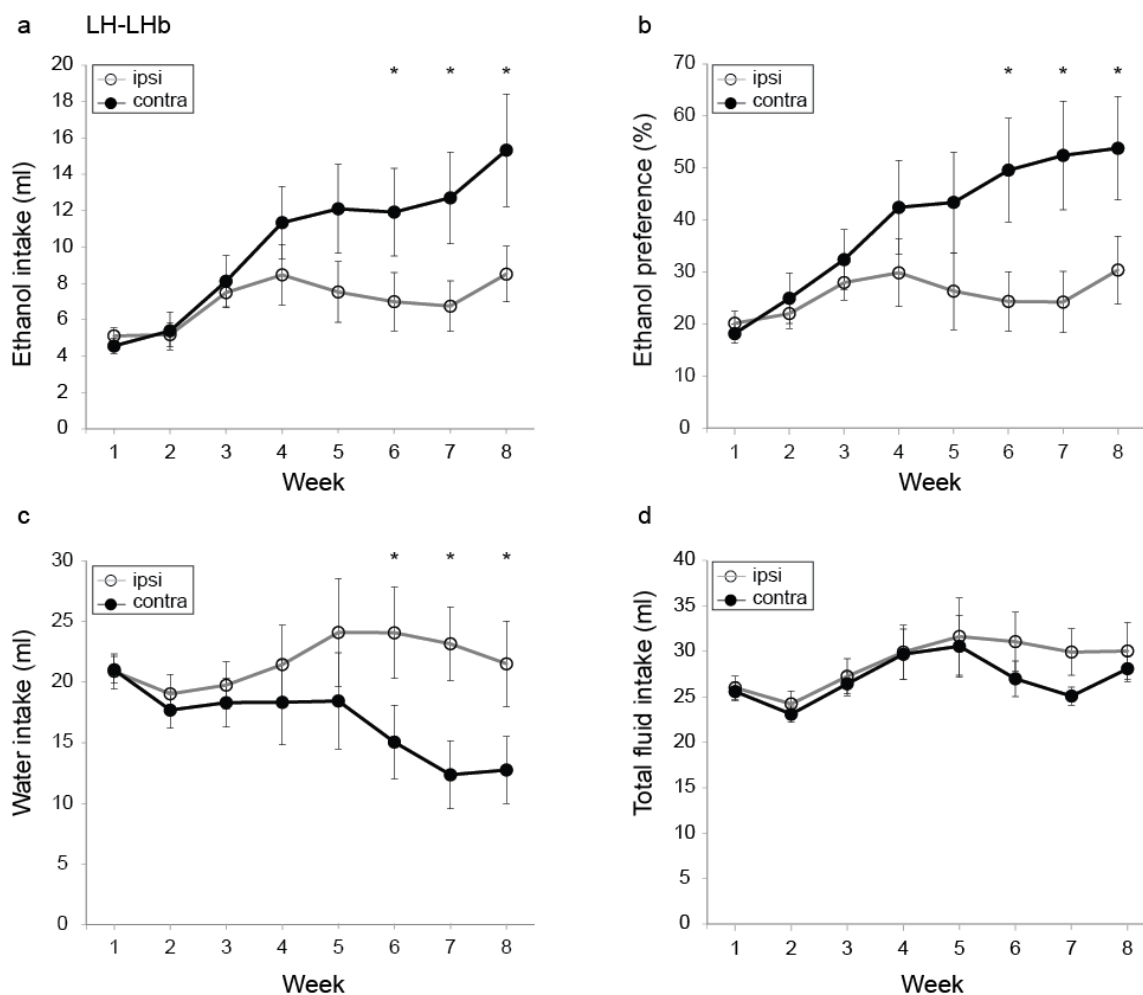 a LH-LHb
Ethanol intake (ml)
20
18
16
14
12
10
8
6
4
2
0
ipsi
contra
* * *
1 2 3 4 5 6 7 8
Week
b
Ethanol preference (%)
70
60
50
40
30
20
10
0
ipsi
contra
* * *
1 2 3 4 5 6 7 8
Week
c
Water intake (ml)
30
25
20
15
10
5
0
ipsi
contra
* * *
1 2 3 4 5 6 7 8
Week
d
Total fluid intake (ml)
40
35
30
25
20
15
10
5
0
ipsi
contra
1 2 3 4 5 6 7 8
Week